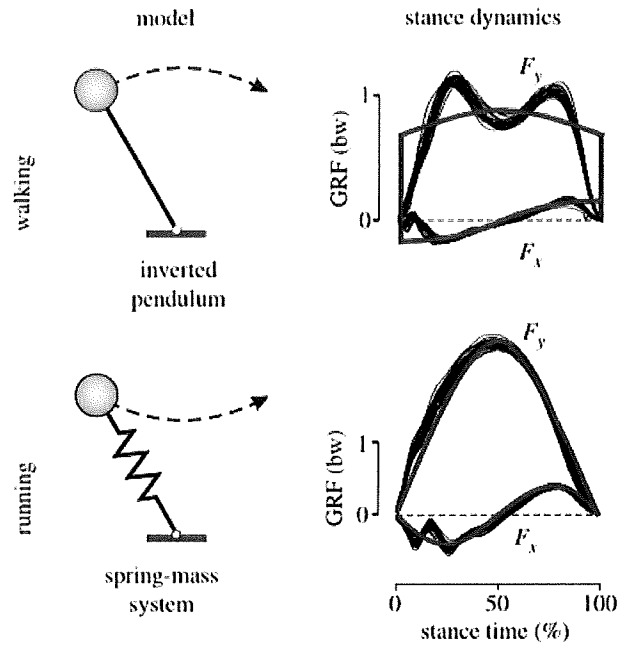 model
stance dynamics
walking
inverted
pendulum
GRF (bw)
1
0
F_y
F_x
running
spring-mass
system
GRF (bw)
1
0
F_y
F_x
0
50
100
stance time (%)